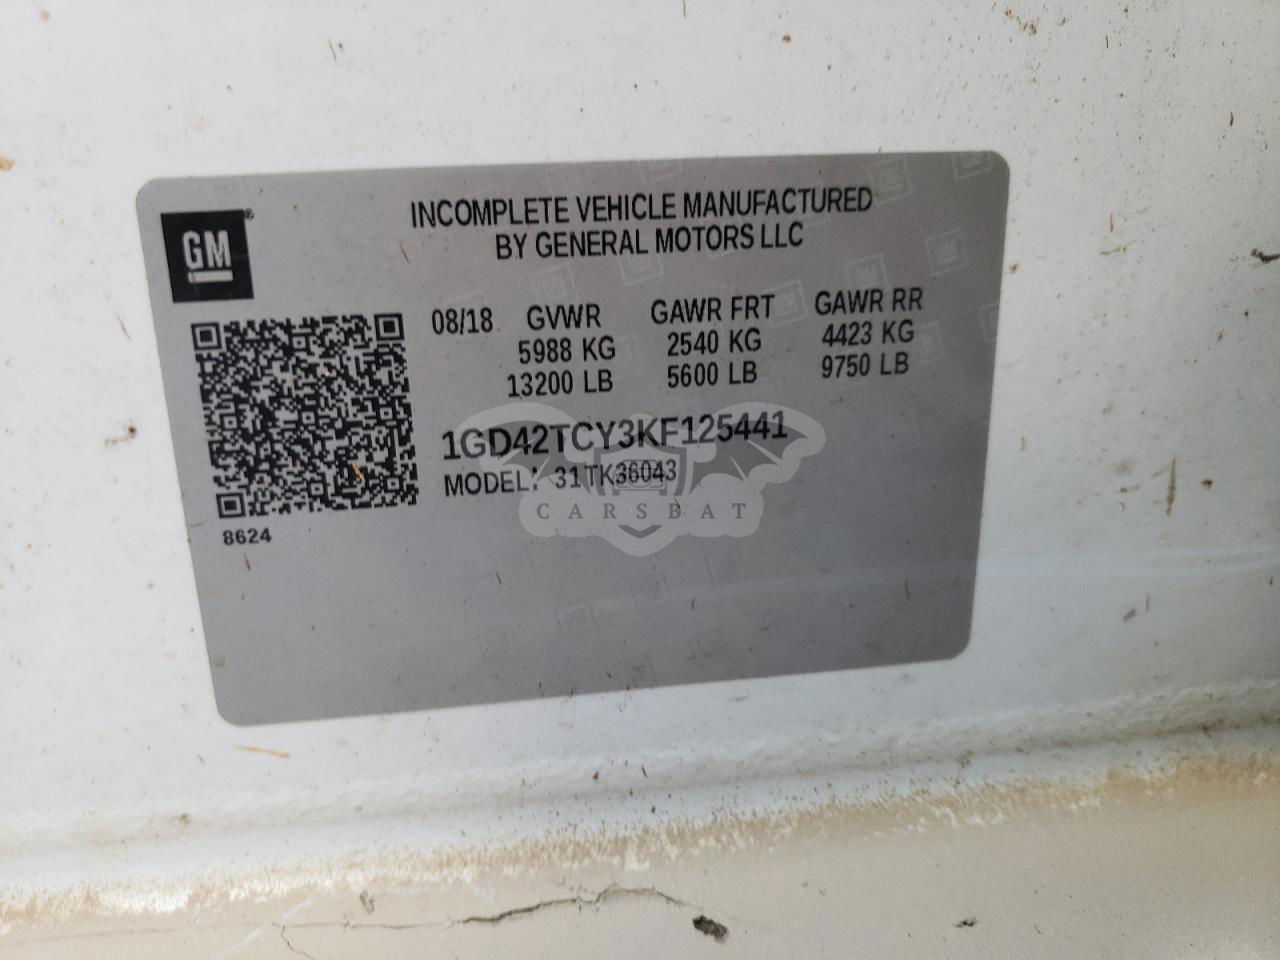 INCOMPLETE VEHICLE MANUFACTURED
BY GENERAL MOTORS LLC
GM
08/18 GVWR GAWR FRT GAWR RR
5988 KG 2540 KG 4423 KG
13200 LB 5600 LB 9750 LB
1GD42TCY3KF125441
MODEL: 31TK36043
CARSBAT
8624